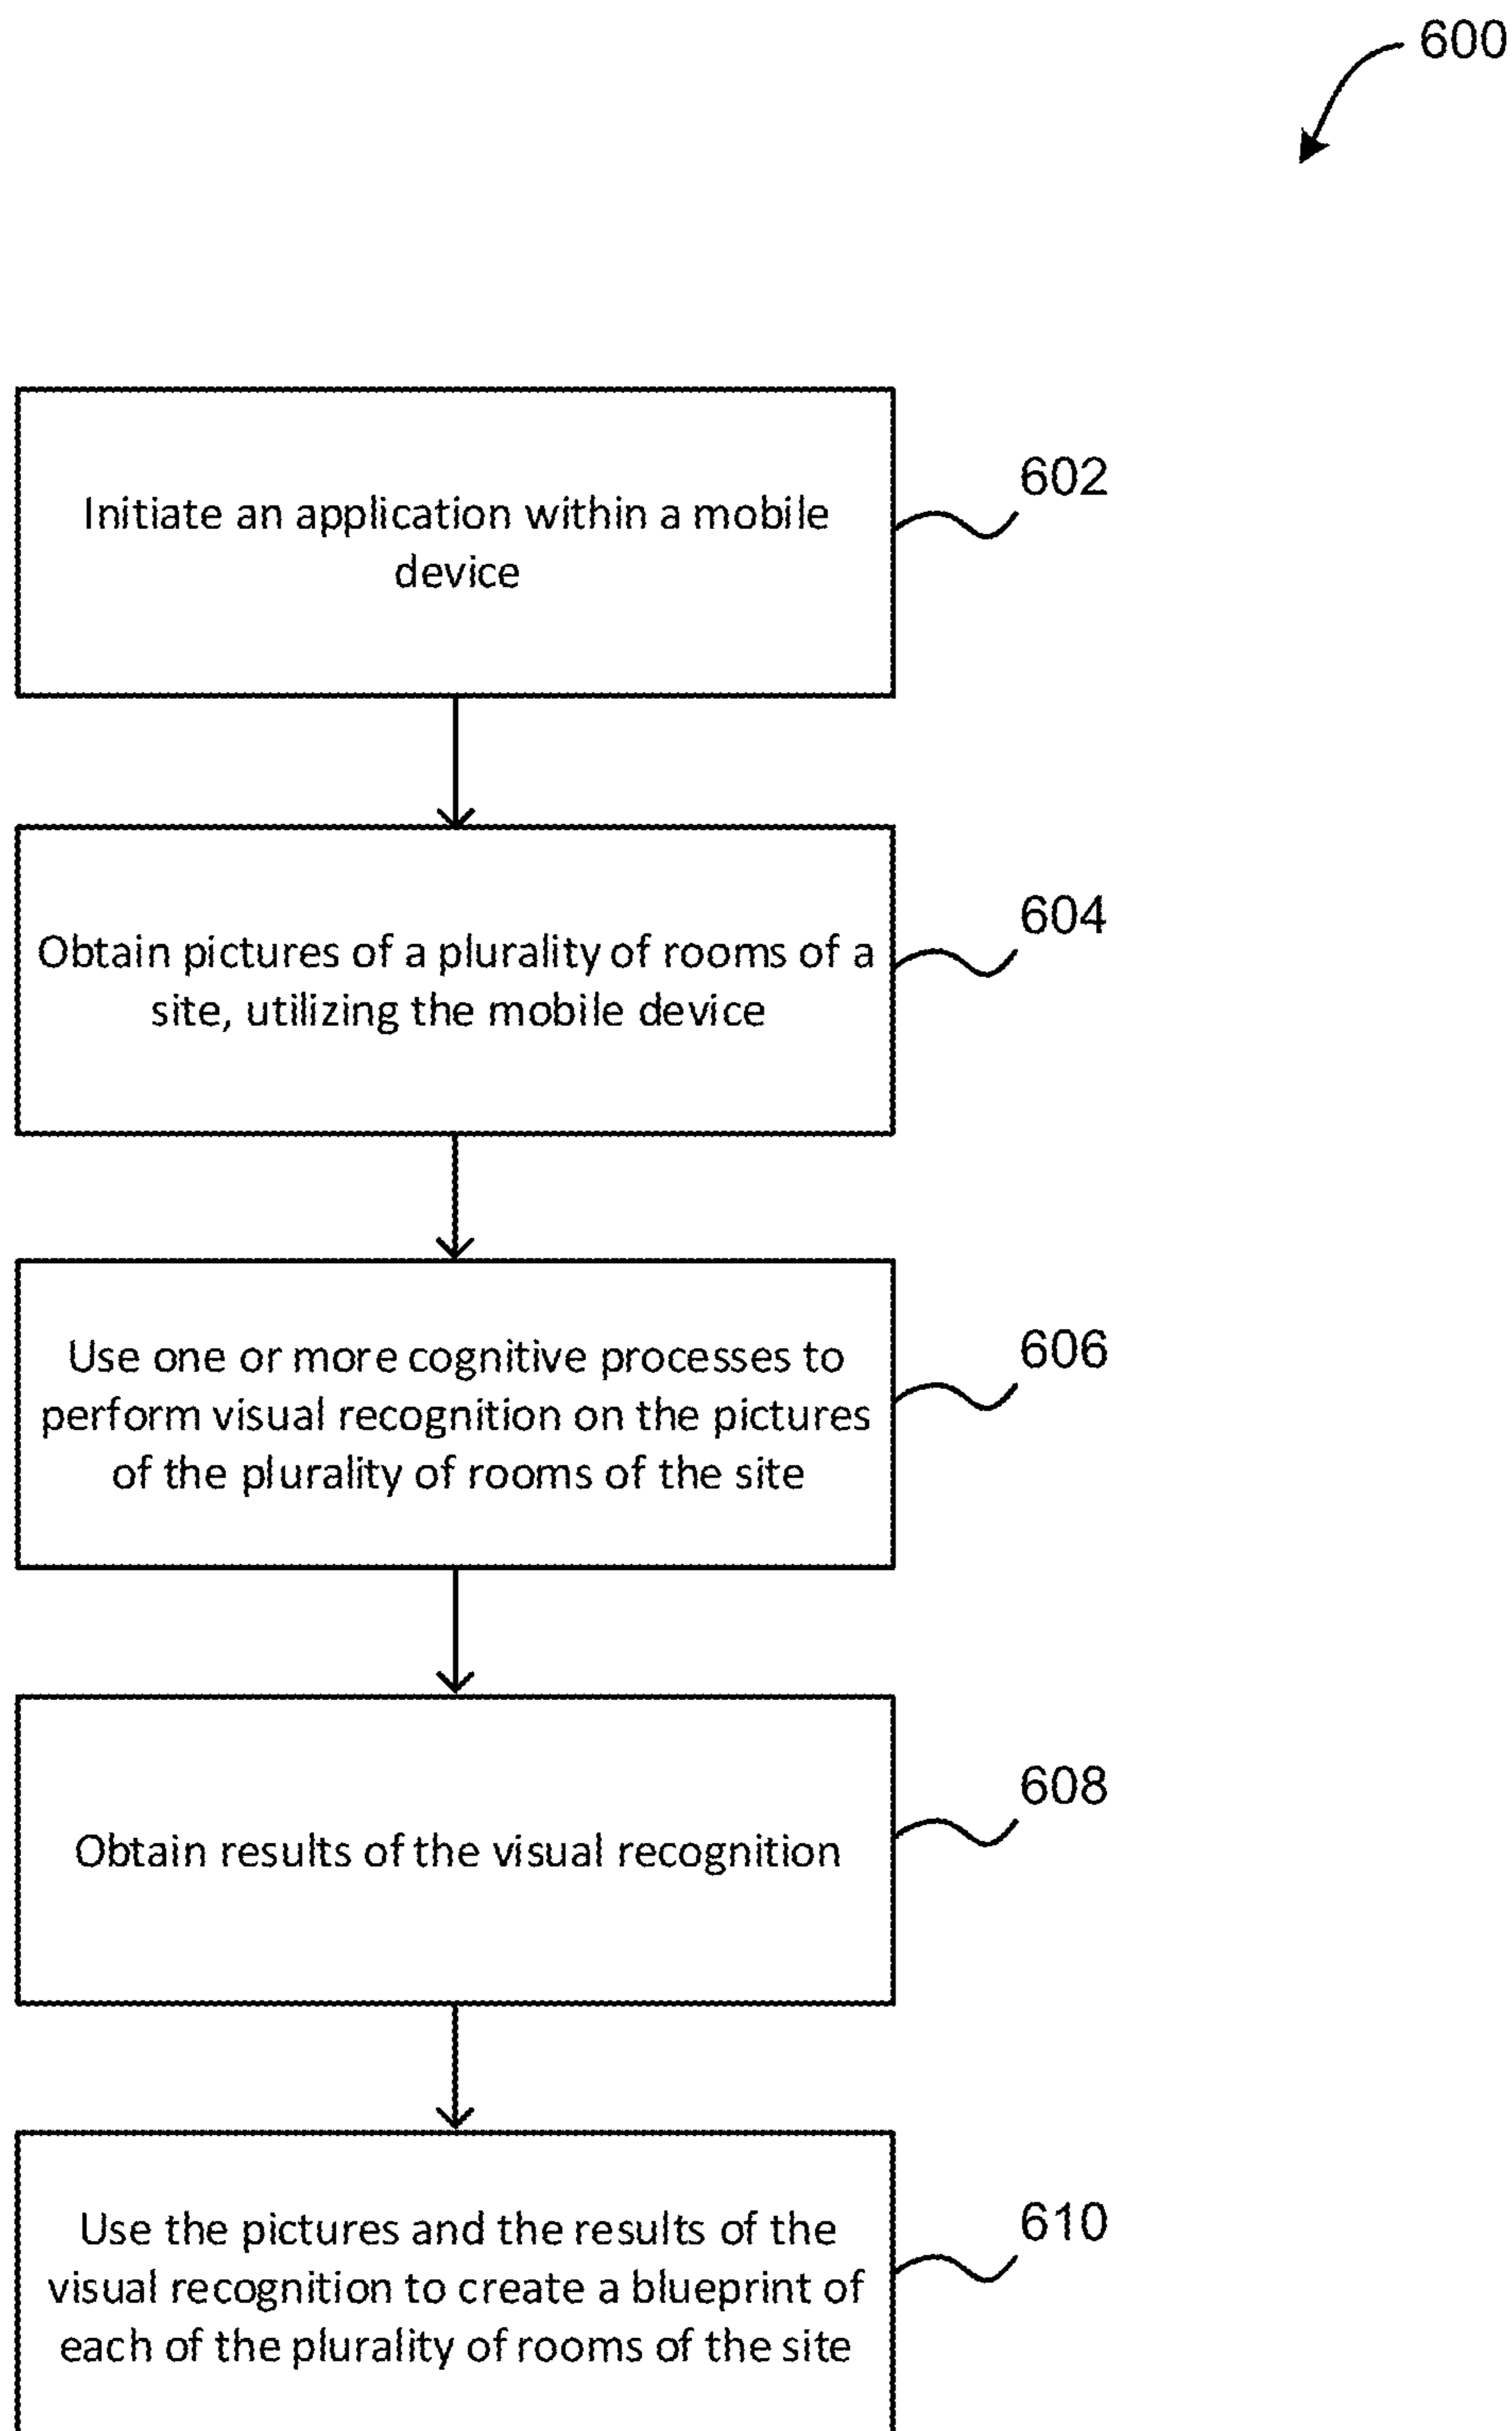 600
Initiate an application within a mobile
device
602
Obtain pictures of a plurality of rooms of a
site, utilizing the mobile device
604
Use one or more cognitive processes to
perform visual recognition on the pictures
of the plurality of rooms of the site
606
Obtain results of the visual recognition
608
Use the pictures and the results of the
visual recognition to create a blueprint of
each of the plurality of rooms of the site
610